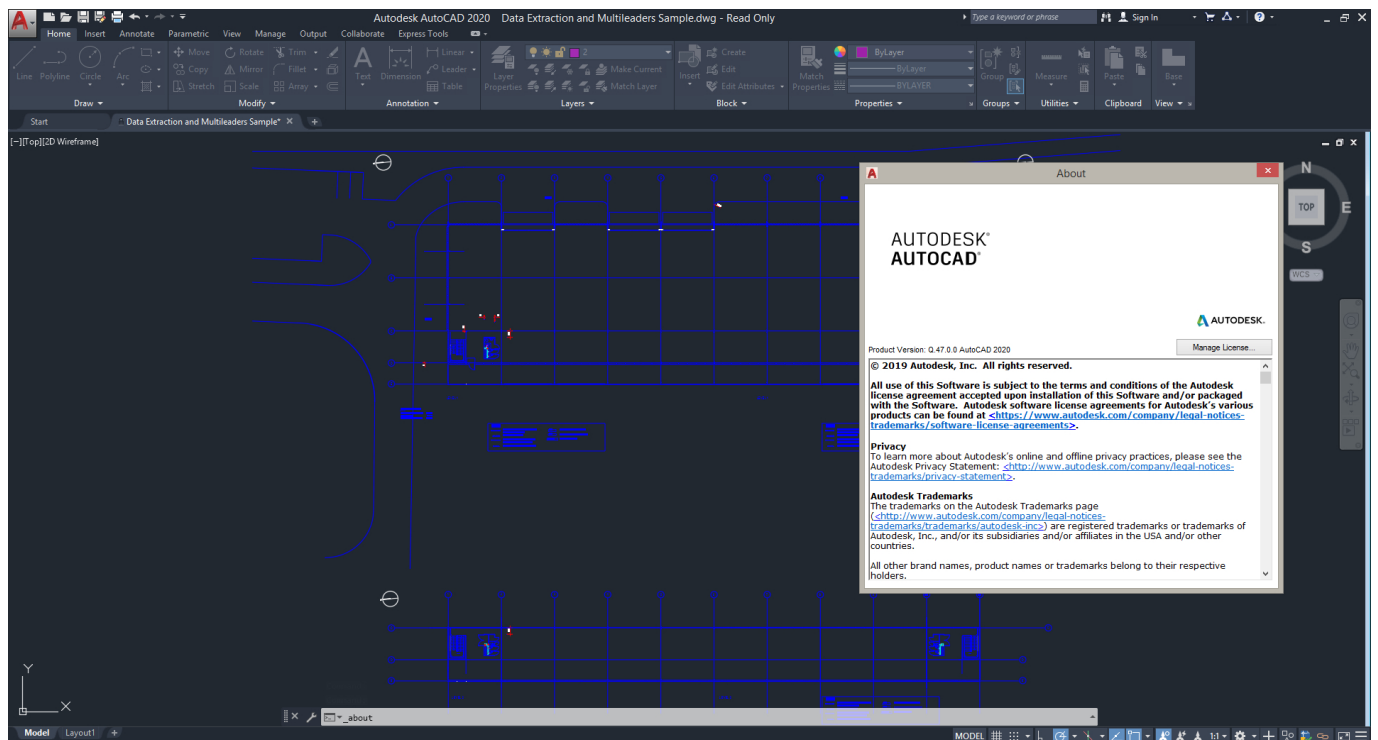 Autodesk AutoCAD 2020 Data Extraction and Multileaders Sample.dwg - Read Only
Type a keyword or phrase
Sign In
Home Insert Annotate Parametric View Manage Output Collaborate Express Tools
Line Polyline Circle Arc
Move Rotate Trim
Copy Mirror Fillet
Stretch Scale Array
Text Dimension
Linear
Leader
Table
Layer
Properties
2
Make Current
Match Layer
Insert
Create
Edit
Edit Attributes
Match
Properties
ByLayer
ByLayer
BYLAYER
Group
Measure
Paste
Base
Draw Modify Annotation Layers Block Properties Groups Utilities Clipboard View
Start Data Extraction and Multileaders Sample*
[−][Top][2D Wireframe]
N
TOP
E
S
WCS
About
AUTODESK®
AUTOCAD®
AUTODESK.
Product Version: Q.47.0.0 AutoCAD 2020
Manage License...
© 2019 Autodesk, Inc. All rights reserved.
All use of this Software is subject to the terms and conditions of the Autodesk
license agreement accepted upon installation of this Software and/or packaged
with the Software. Autodesk software license agreements for Autodesk's various
products can be found at <https://www.autodesk.com/company/legal-notices-
trademarks/software-license-agreements>.
Privacy
To learn more about Autodesk's online and offline privacy practices, please see the
Autodesk Privacy Statement: <http://www.autodesk.com/company/legal-notices-
trademarks/privacy-statement>.
Autodesk Trademarks
The trademarks on the Autodesk Trademarks page
(<http://www.autodesk.com/company/legal-notices-
trademarks/trademarks/autodesk-inc>) are registered trademarks or trademarks of
Autodesk, Inc., and/or its subsidiaries and/or affiliates in the USA and/or other
countries.
All other brand names, product names or trademarks belong to their respective
holders.
Y
X
_about
Model Layout1 +
MODEL
1:1